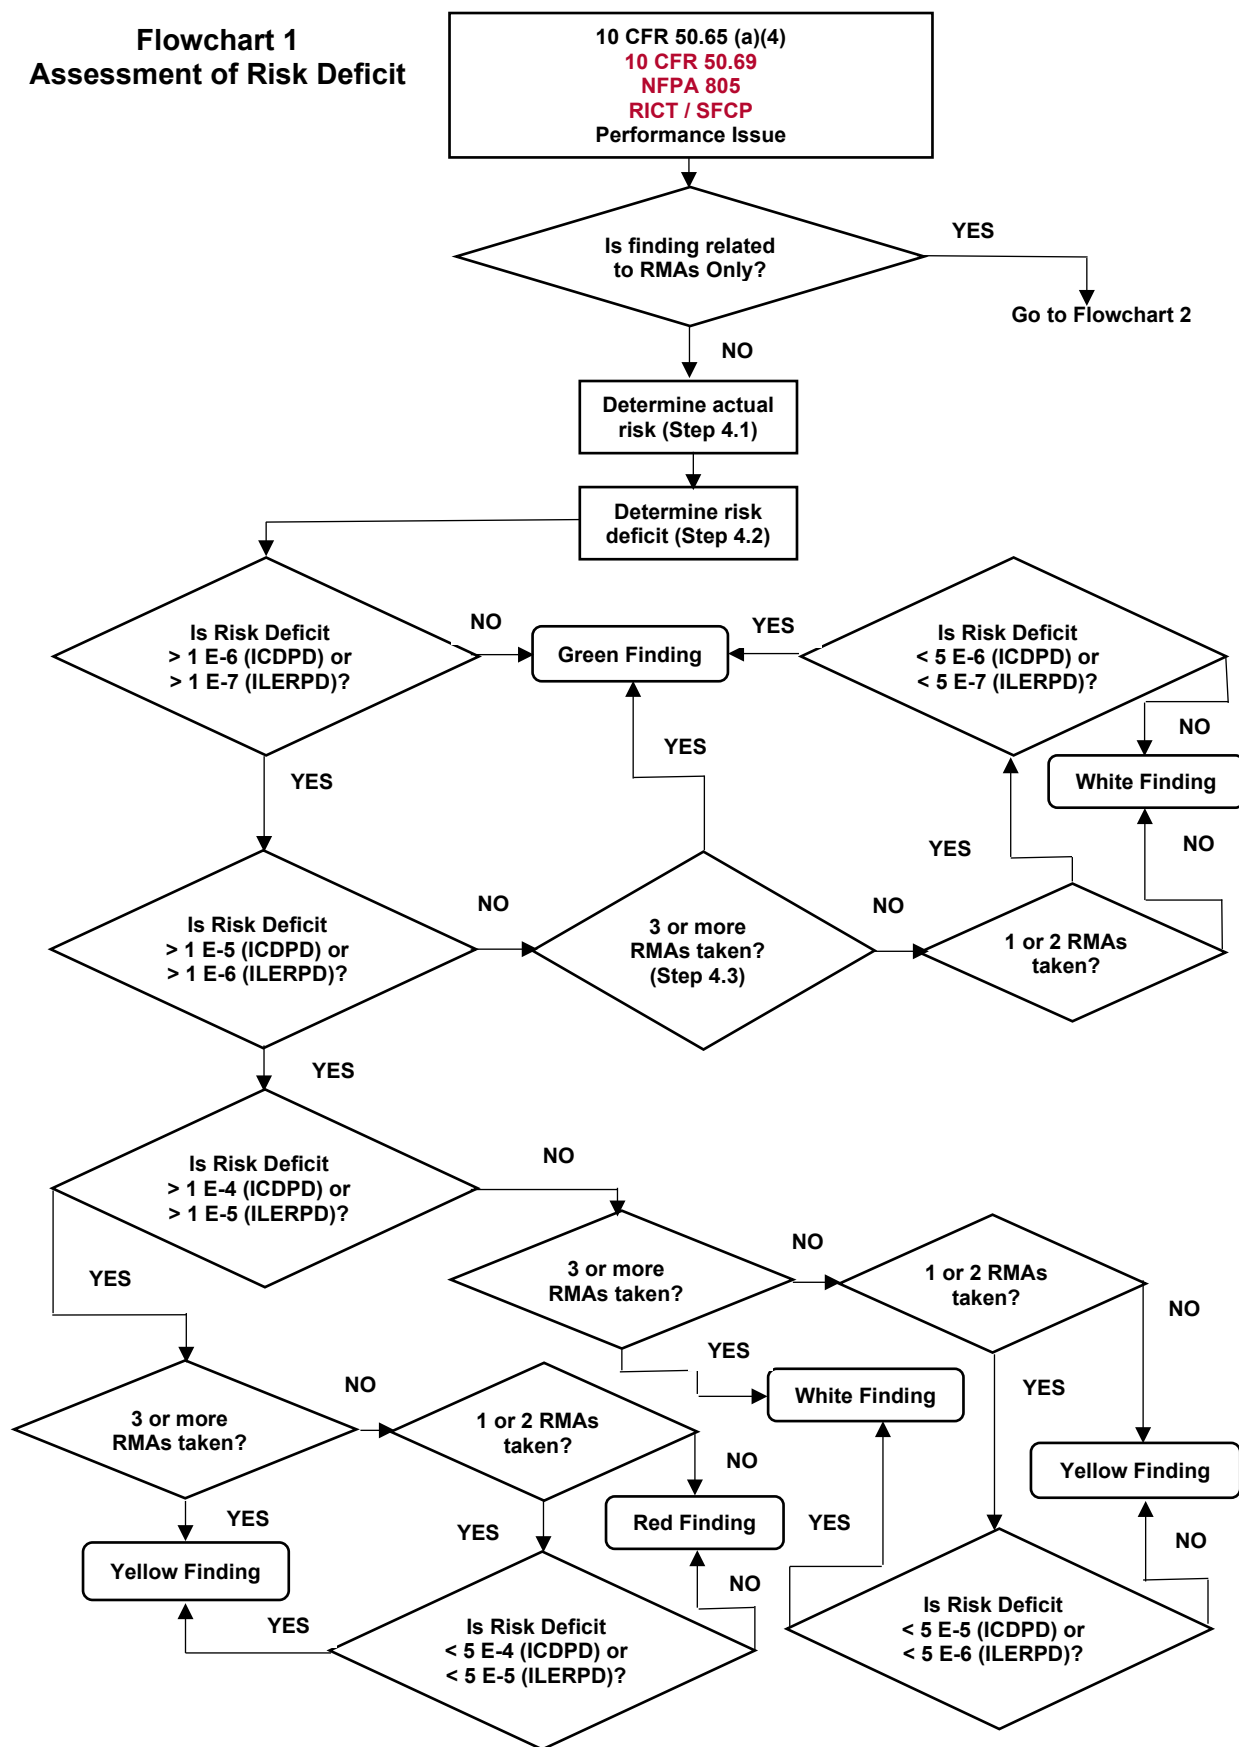 Flowchart 1
Assessment of Risk Deficit
10 CFR 50.65 (a)(4)
10 CFR 50.69
NFPA 805
RICT / SFCP
Performance Issue
Is finding related
to RMAs Only?
YES
Go to Flowchart 2
NO
Determine actual
risk (Step 4.1)
Determine risk
deficit (Step 4.2)
Is Risk Deficit
> 1 E-6 (ICDPD) or
> 1 E-7 (ILERPD)?
NO
Green Finding
YES
Is Risk Deficit
< 5 E-6 (ICDPD) or
< 5 E-7 (ILERPD)?
NO
White Finding
YES
YES
YES
NO
Is Risk Deficit
> 1 E-5 (ICDPD) or
> 1 E-6 (ILERPD)?
NO
3 or more
RMAs taken?
(Step 4.3)
NO
1 or 2 RMAs
taken?
YES
Is Risk Deficit
> 1 E-4 (ICDPD) or
> 1 E-5 (ILERPD)?
NO
YES
3 or more
RMAs taken?
NO
1 or 2 RMAs
taken?
NO
YES
White Finding
YES
3 or more
RMAs taken?
NO
1 or 2 RMAs
taken?
NO
Yellow Finding
YES
Yellow Finding
YES
Red Finding
YES
NO
YES
Is Risk Deficit
< 5 E-4 (ICDPD) or
< 5 E-5 (ILERPD)?
NO
Is Risk Deficit
< 5 E-5 (ICDPD) or
< 5 E-6 (ILERPD)?